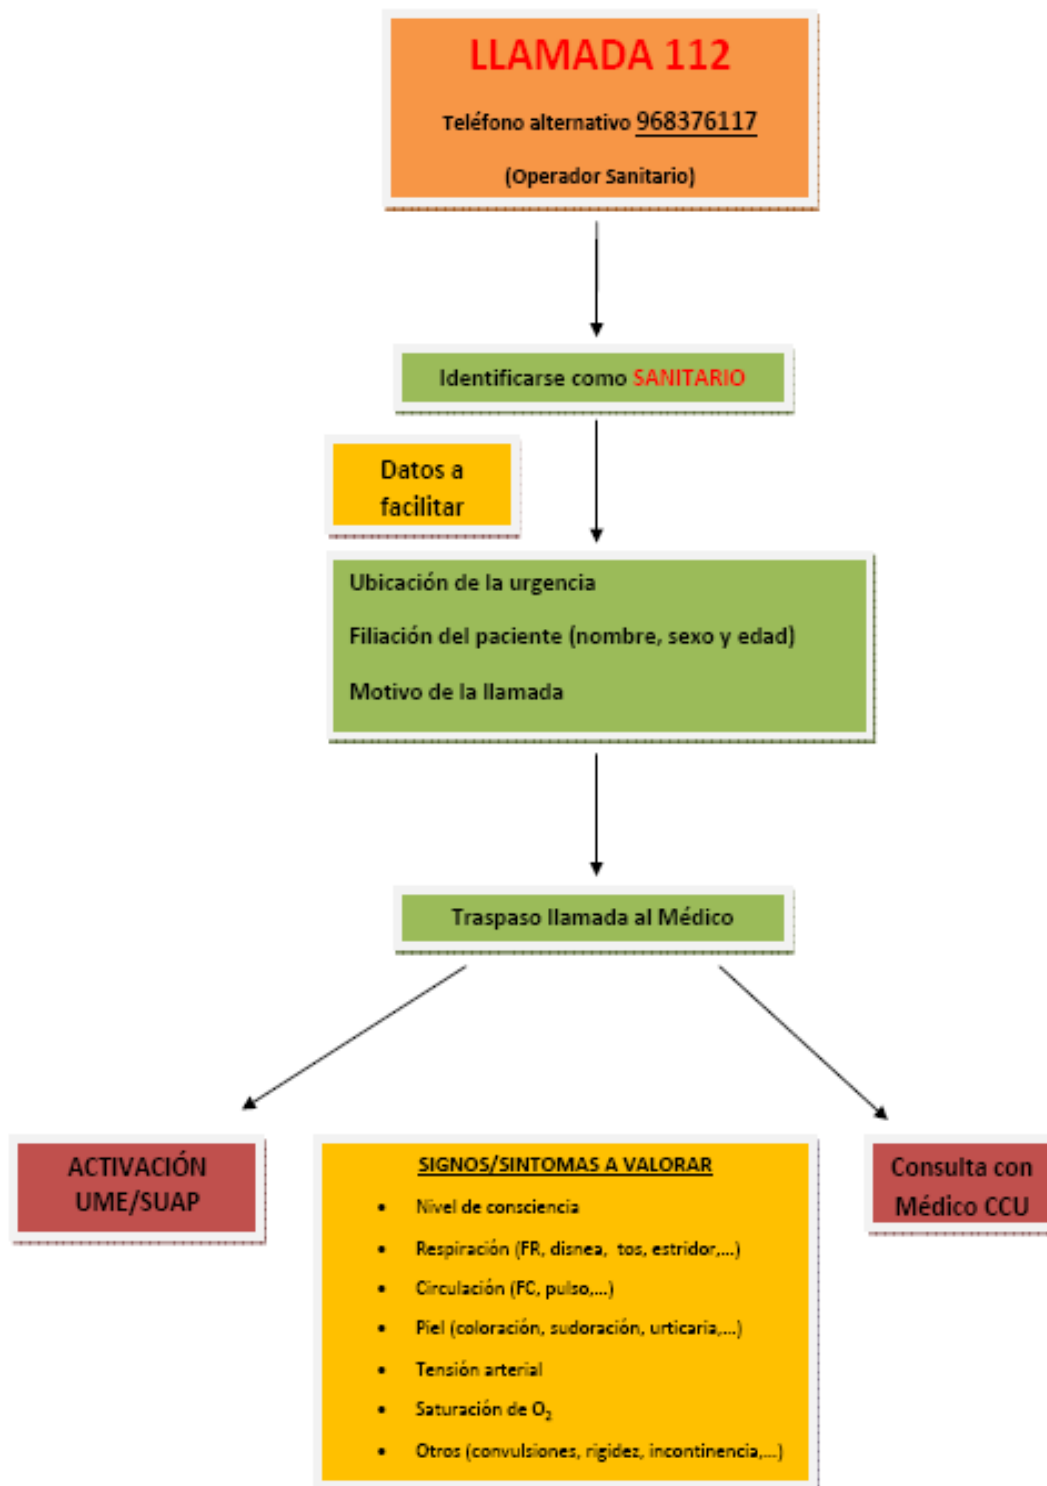 LLAMADA 112
Teléfono alternativo 968376117
(Operador Sanitario)
Identificarse como SANITARIO
Datos a
facilitar
Ubicación de la urgencia
Filiación del paciente (nombre, sexo y edad)
Motivo de la llamada
Traspaso llamada al Médico
ACTIVACIÓN
UME/SUAP
SIGNOS/SINTOMAS A VALORAR
• Nivel de consciencia
• Respiración (FR, disnea, tos, estridor,...)
• Circulación (FC, pulso,...)
• Piel (coloración, sudoración, urticaria,...)
• Tensión arterial
• Saturación de O₂
• Otros (convulsiones, rigidez, incontinencia,...)
Consulta con
Médico CCU